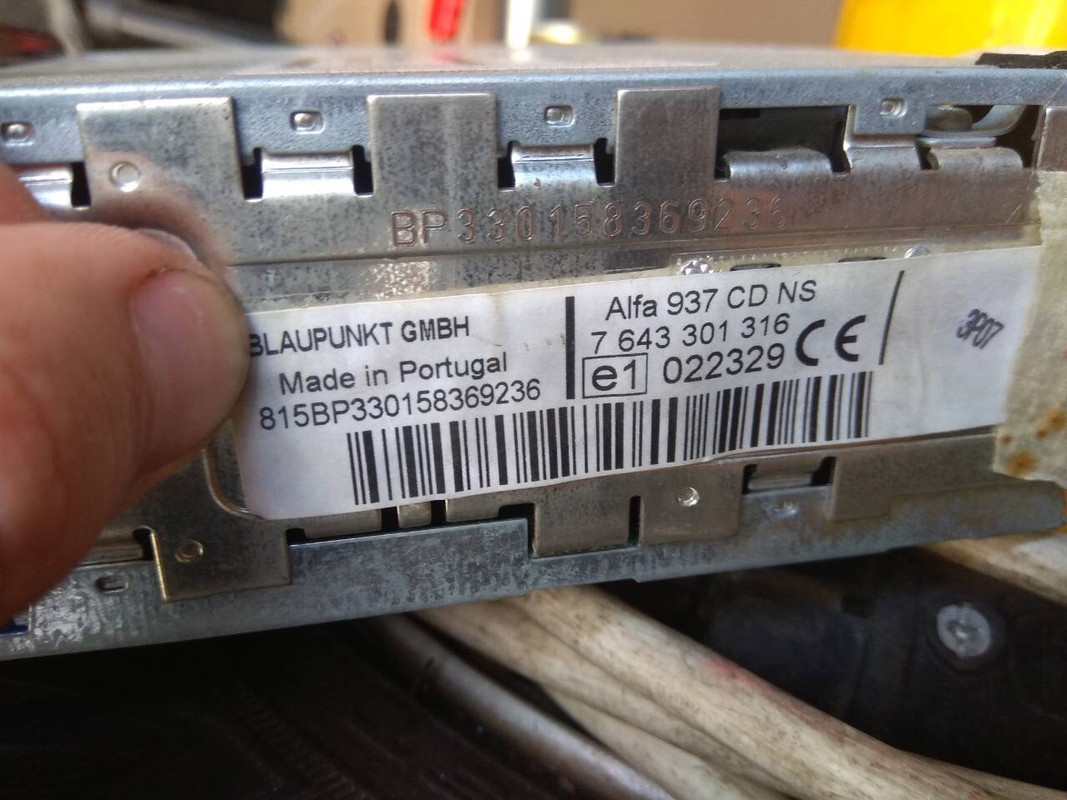 BP330158369236
BLAUPUNKT GMBH
Made in Portugal
815BP330158369236
Alfa 937 CD NS
7 643 301 316
e1 022329 CE
3P07